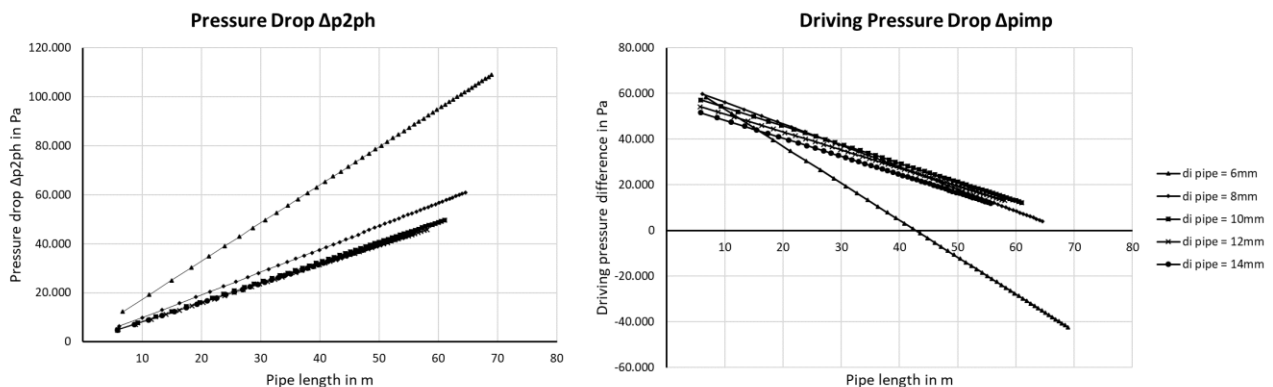 Pressure Drop Δp2ph
Pressure drop Δp2ph in Pa
120.000
100.000
80.000
60.000
40.000
20.000
0
10 20 30 40 50 60 70 80
Pipe length in m
Driving Pressure Drop Δpimp
Driving pressure difference in Pa
80.000
60.000
40.000
20.000
0
-20.000
-40.000
-60.000
10 20 30 40 50 60 70 80
Pipe length in m
di pipe = 6mm
di pipe = 8mm
di pipe = 10mm
di pipe = 12mm
di pipe = 14mm